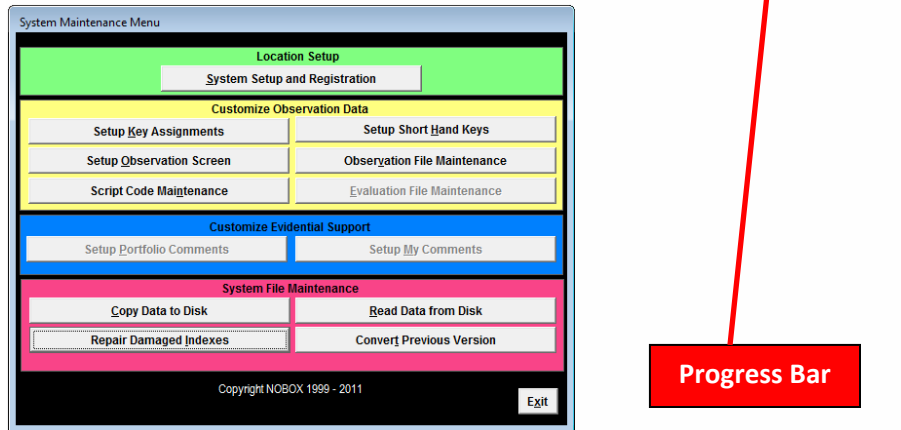 System Maintenance Menu
Location Setup
System Setup and Registration
Customize Observation Data
Setup Key Assignments
Setup Short Hand Keys
Setup Observation Screen
Observation File Maintenance
Script Code Maintenance
Evaluation File Maintenance
Customize Evidential Support
Setup Portfolio Comments
Setup My Comments
System File Maintenance
Copy Data to Disk
Read Data from Disk
Repair Damaged Indexes
Convert Previous Version
Copyright NOBOX 1999 - 2011
Exit
Progress Bar